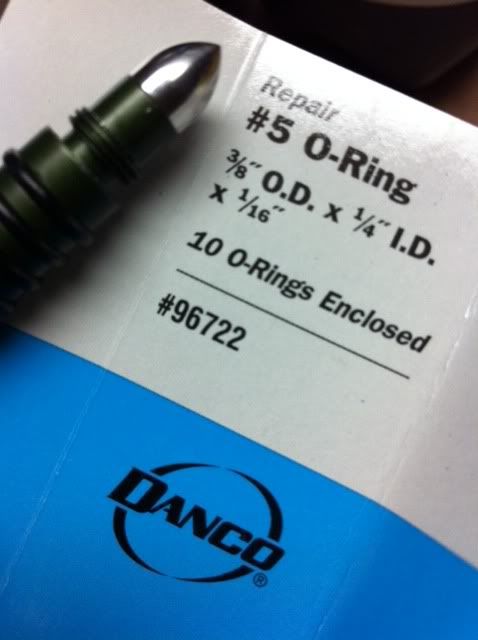 Repair
#5 O-Ring
3/8" O.D. x 1/4" I.D.
x 1/16"
10 O-Rings Enclosed
#96722
DANCO®